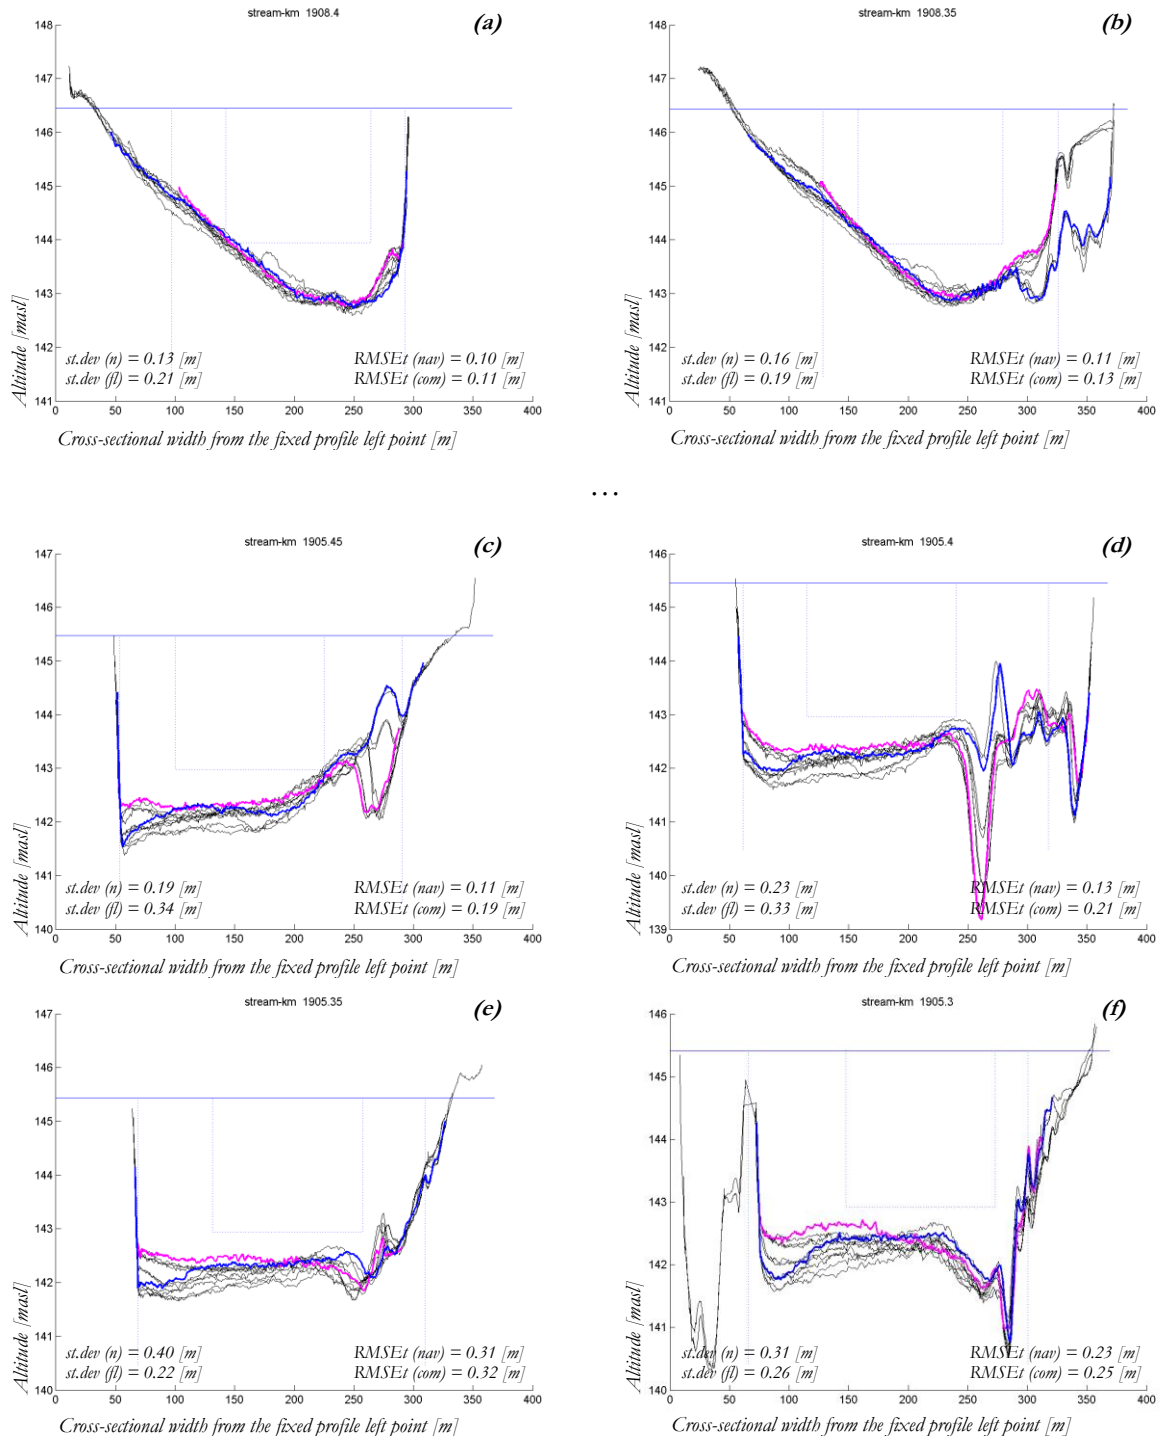 stream-km 1908.4
(a)
148
147
146
145
144
143
142
141
Altitude [masl]
st.dev (n) = 0.13 [m]
RMSEt (nav) = 0.10 [m]
st.dev (fl) = 0.21 [m]
RMSEt (com) = 0.11 [m]
0 50 100 150 200 250 300 350 400
Cross-sectional width from the fixed profile left point [m]
stream-km 1908.35
(b)
148
147
146
145
144
143
142
141
Altitude [masl]
st.dev (n) = 0.16 [m]
RMSEt (nav) = 0.11 [m]
st.dev (fl) = 0.19 [m]
RMSEt (com) = 0.13 [m]
0 50 100 150 200 250 300 350 400
Cross-sectional width from the fixed profile left point [m]
...
stream-km 1905.45
(c)
147
146
145
144
143
142
141
140
Altitude [masl]
st.dev (n) = 0.19 [m]
RMSEt (nav) = 0.11 [m]
st.dev (fl) = 0.34 [m]
RMSEt (com) = 0.19 [m]
0 50 100 150 200 250 300 350 400
Cross-sectional width from the fixed profile left point [m]
stream-km 1905.4
(d)
146
145
144
143
142
141
140
139
Altitude [masl]
st.dev (n) = 0.23 [m]
RMSEt (nav) = 0.13 [m]
st.dev (fl) = 0.33 [m]
RMSEt (com) = 0.21 [m]
0 50 100 150 200 250 300 350 400
Cross-sectional width from the fixed profile left point [m]
stream-km 1905.35
(e)
147
146
145
144
143
142
141
140
Altitude [masl]
st.dev (n) = 0.40 [m]
RMSEt (nav) = 0.31 [m]
st.dev (fl) = 0.22 [m]
RMSEt (com) = 0.32 [m]
0 50 100 150 200 250 300 350 400
Cross-sectional width from the fixed profile left point [m]
stream-km 1905.3
(f)
146
145
144
143
142
141
140
Altitude [masl]
st.dev (n) = 0.31 [m]
RMSEt (nav) = 0.23 [m]
st.dev (fl) = 0.26 [m]
RMSEt (com) = 0.25 [m]
0 50 100 150 200 250 300 350 400
Cross-sectional width from the fixed profile left point [m]